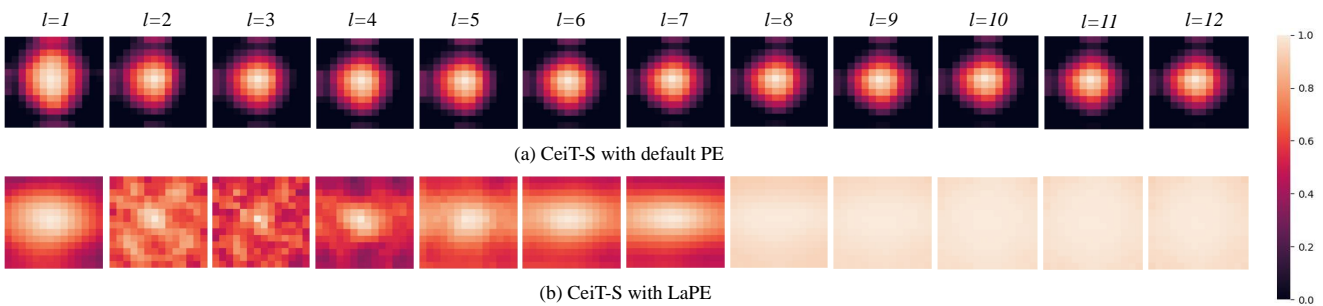 l=1 l=2 l=3 l=4 l=5 l=6 l=7 l=8 l=9 l=10 l=11 l=12
1.0
0.8
0.6
0.4
0.2
0.0
(a) CeiT-S with default PE
(b) CeiT-S with LaPE